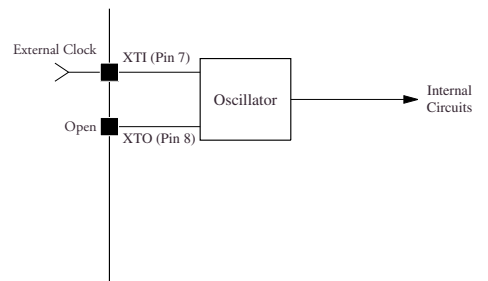 External Clock
XTI (Pin 7)
Oscillator
Internal
Circuits
Open
XTO (Pin 8)